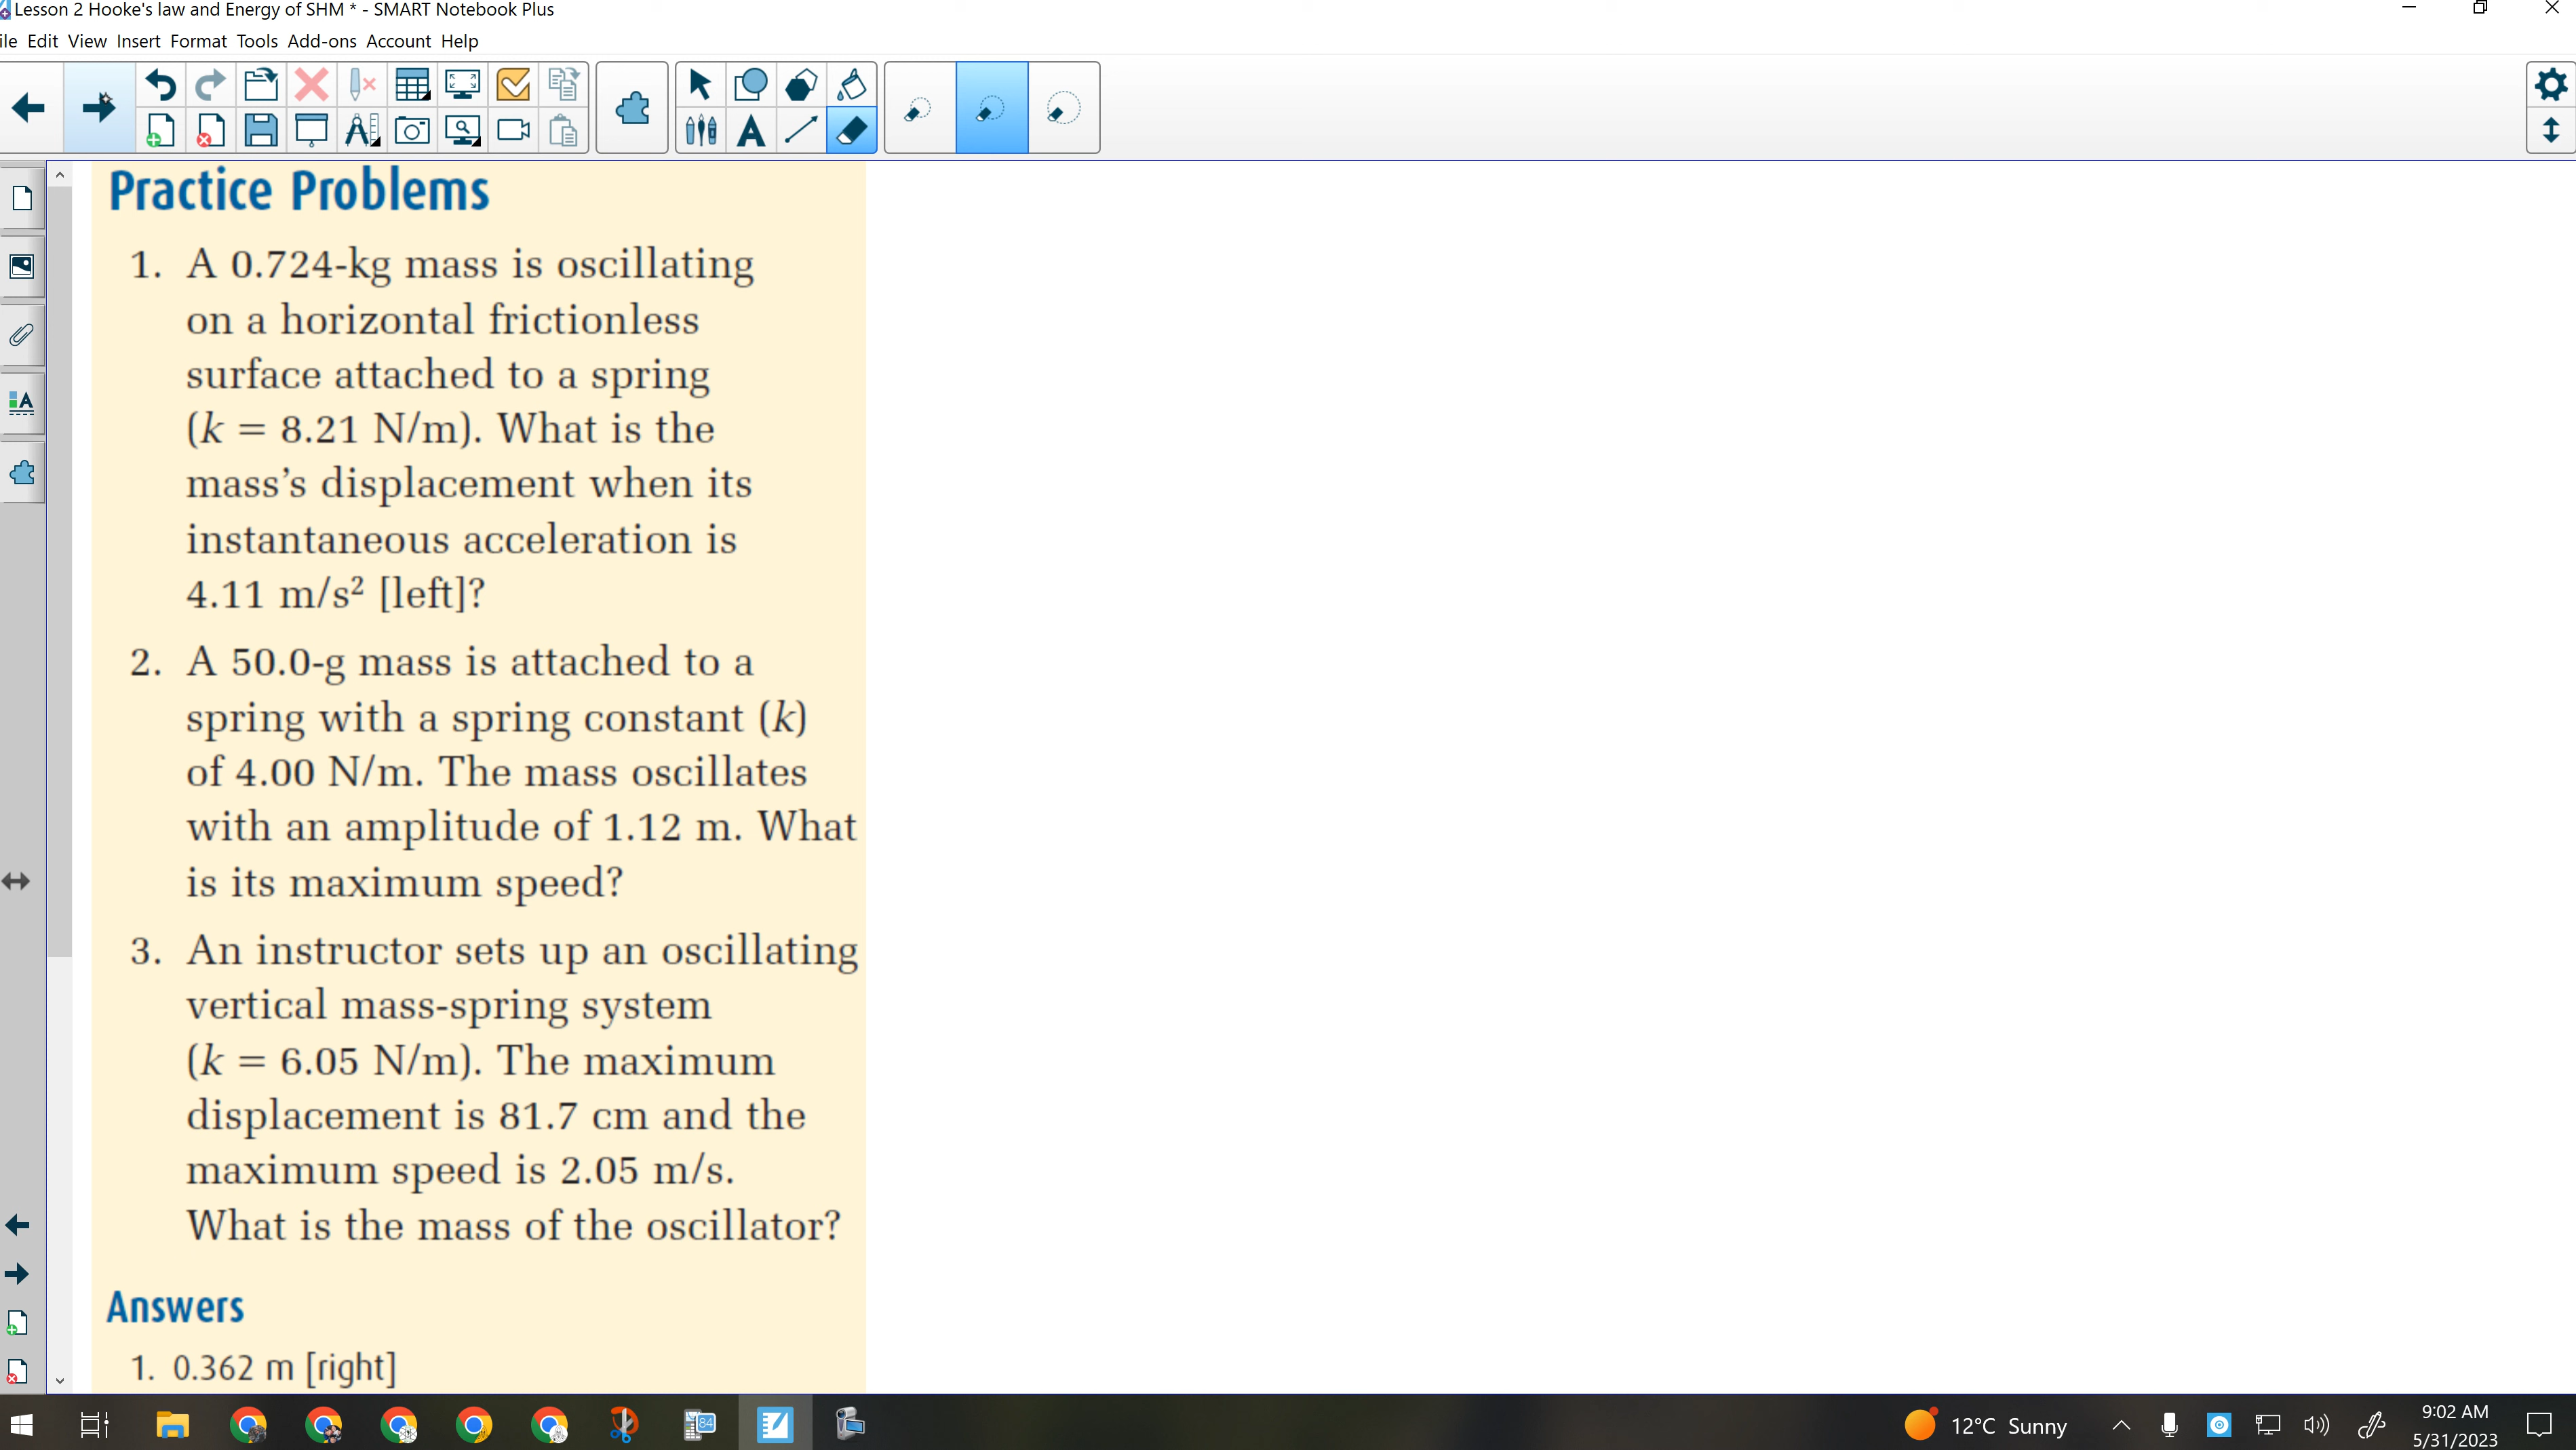 Lesson 2 Hooke's law and Energy of SHM * - SMART Notebook Plus
ile Edit View Insert Format Tools Add-ons Account Help
Practice Problems
1. A 0.724-kg mass is oscillating
on a horizontal frictionless
surface attached to a spring
(k = 8.21 N/m). What is the
mass’s displacement when its
instantaneous acceleration is
4.11 m/s² [left]?
2. A 50.0-g mass is attached to a
spring with a spring constant (k)
of 4.00 N/m. The mass oscillates
with an amplitude of 1.12 m. What
is its maximum speed?
3. An instructor sets up an oscillating
vertical mass-spring system
(k = 6.05 N/m). The maximum
displacement is 81.7 cm and the
maximum speed is 2.05 m/s.
What is the mass of the oscillator?
Answers
1. 0.362 m [right]
84
12°C Sunny
9:02 AM
5/31/2023